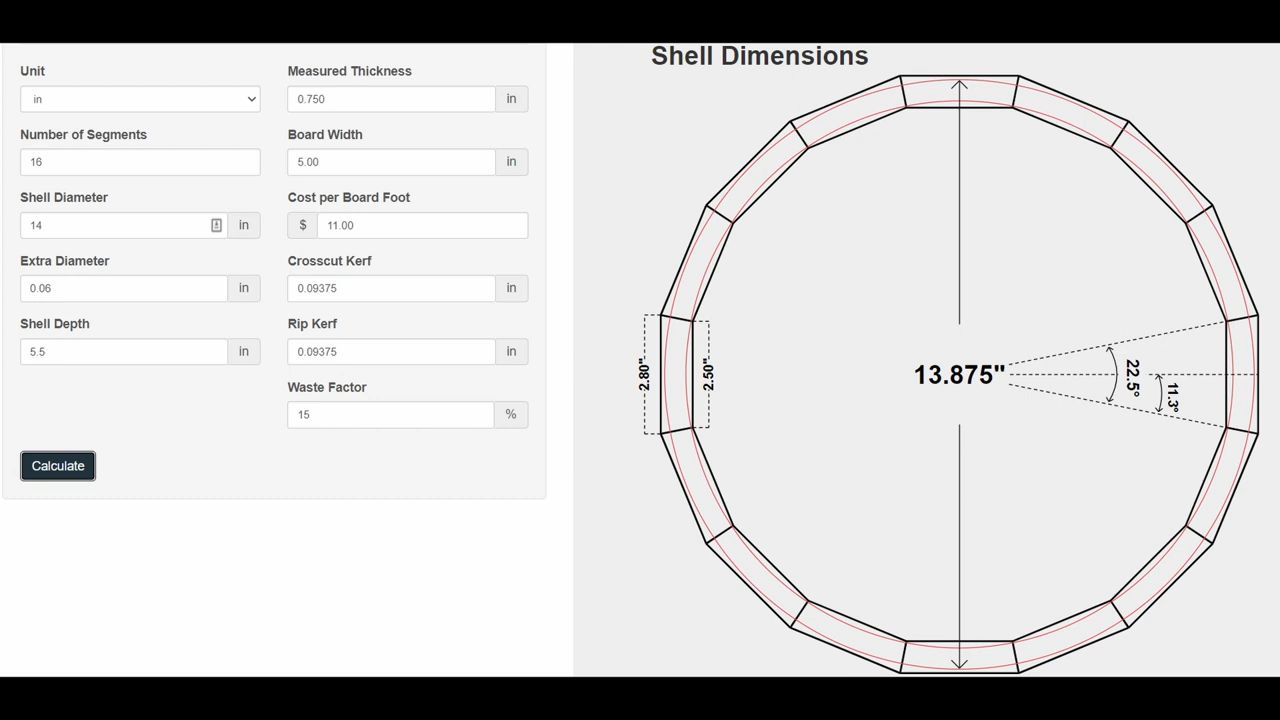 Shell Dimensions
Unit
in
Measured Thickness
0.750 in
Number of Segments
16
Board Width
5.00 in
Shell Diameter
14 in
Cost per Board Foot
$ 11.00
Extra Diameter
0.06 in
Crosscut Kerf
0.09375 in
Shell Depth
5.5 in
Rip Kerf
0.09375 in
Waste Factor
15 %
Calculate
2.80"
2.50"
13.875"
22.5°
11.3°